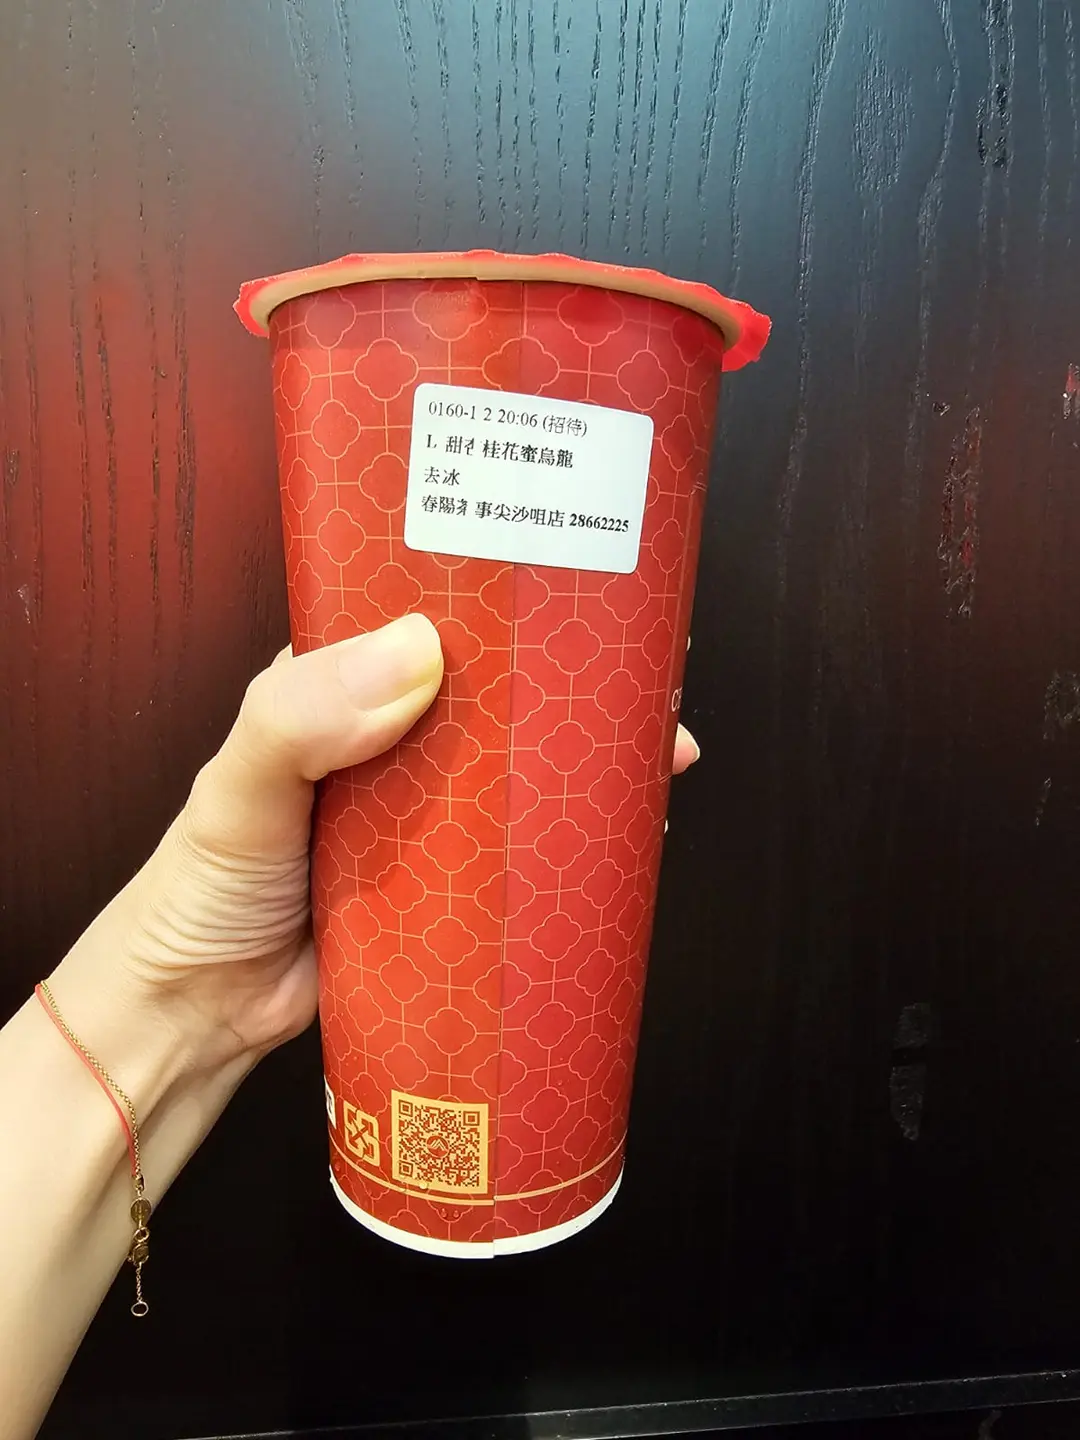 0160-1 2 20:06 (招待)
L 甜 桂花蜜烏龍
去冰
春陽 事尖沙咀店 28662225
C